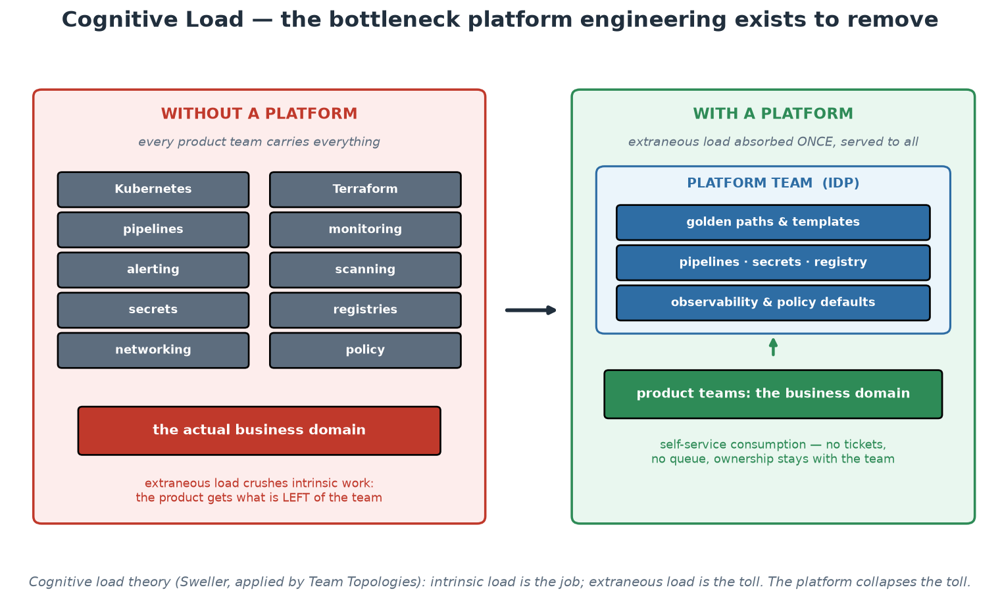 Cognitive Load — the bottleneck platform engineering exists to remove
WITHOUT A PLATFORM
every product team carries everything
Kubernetes
Terraform
pipelines
monitoring
alerting
scanning
secrets
registries
networking
policy
the actual business domain
extraneous load crushes intrinsic work:
the product gets what is LEFT of the team
WITH A PLATFORM
extraneous load absorbed ONCE, served to all
PLATFORM TEAM (IDP)
golden paths & templates
pipelines · secrets · registry
observability & policy defaults
product teams: the business domain
self-service consumption — no tickets,
no queue, ownership stays with the team
Cognitive load theory (Sweller, applied by Team Topologies): intrinsic load is the job; extraneous load is the toll. The platform collapses the toll.